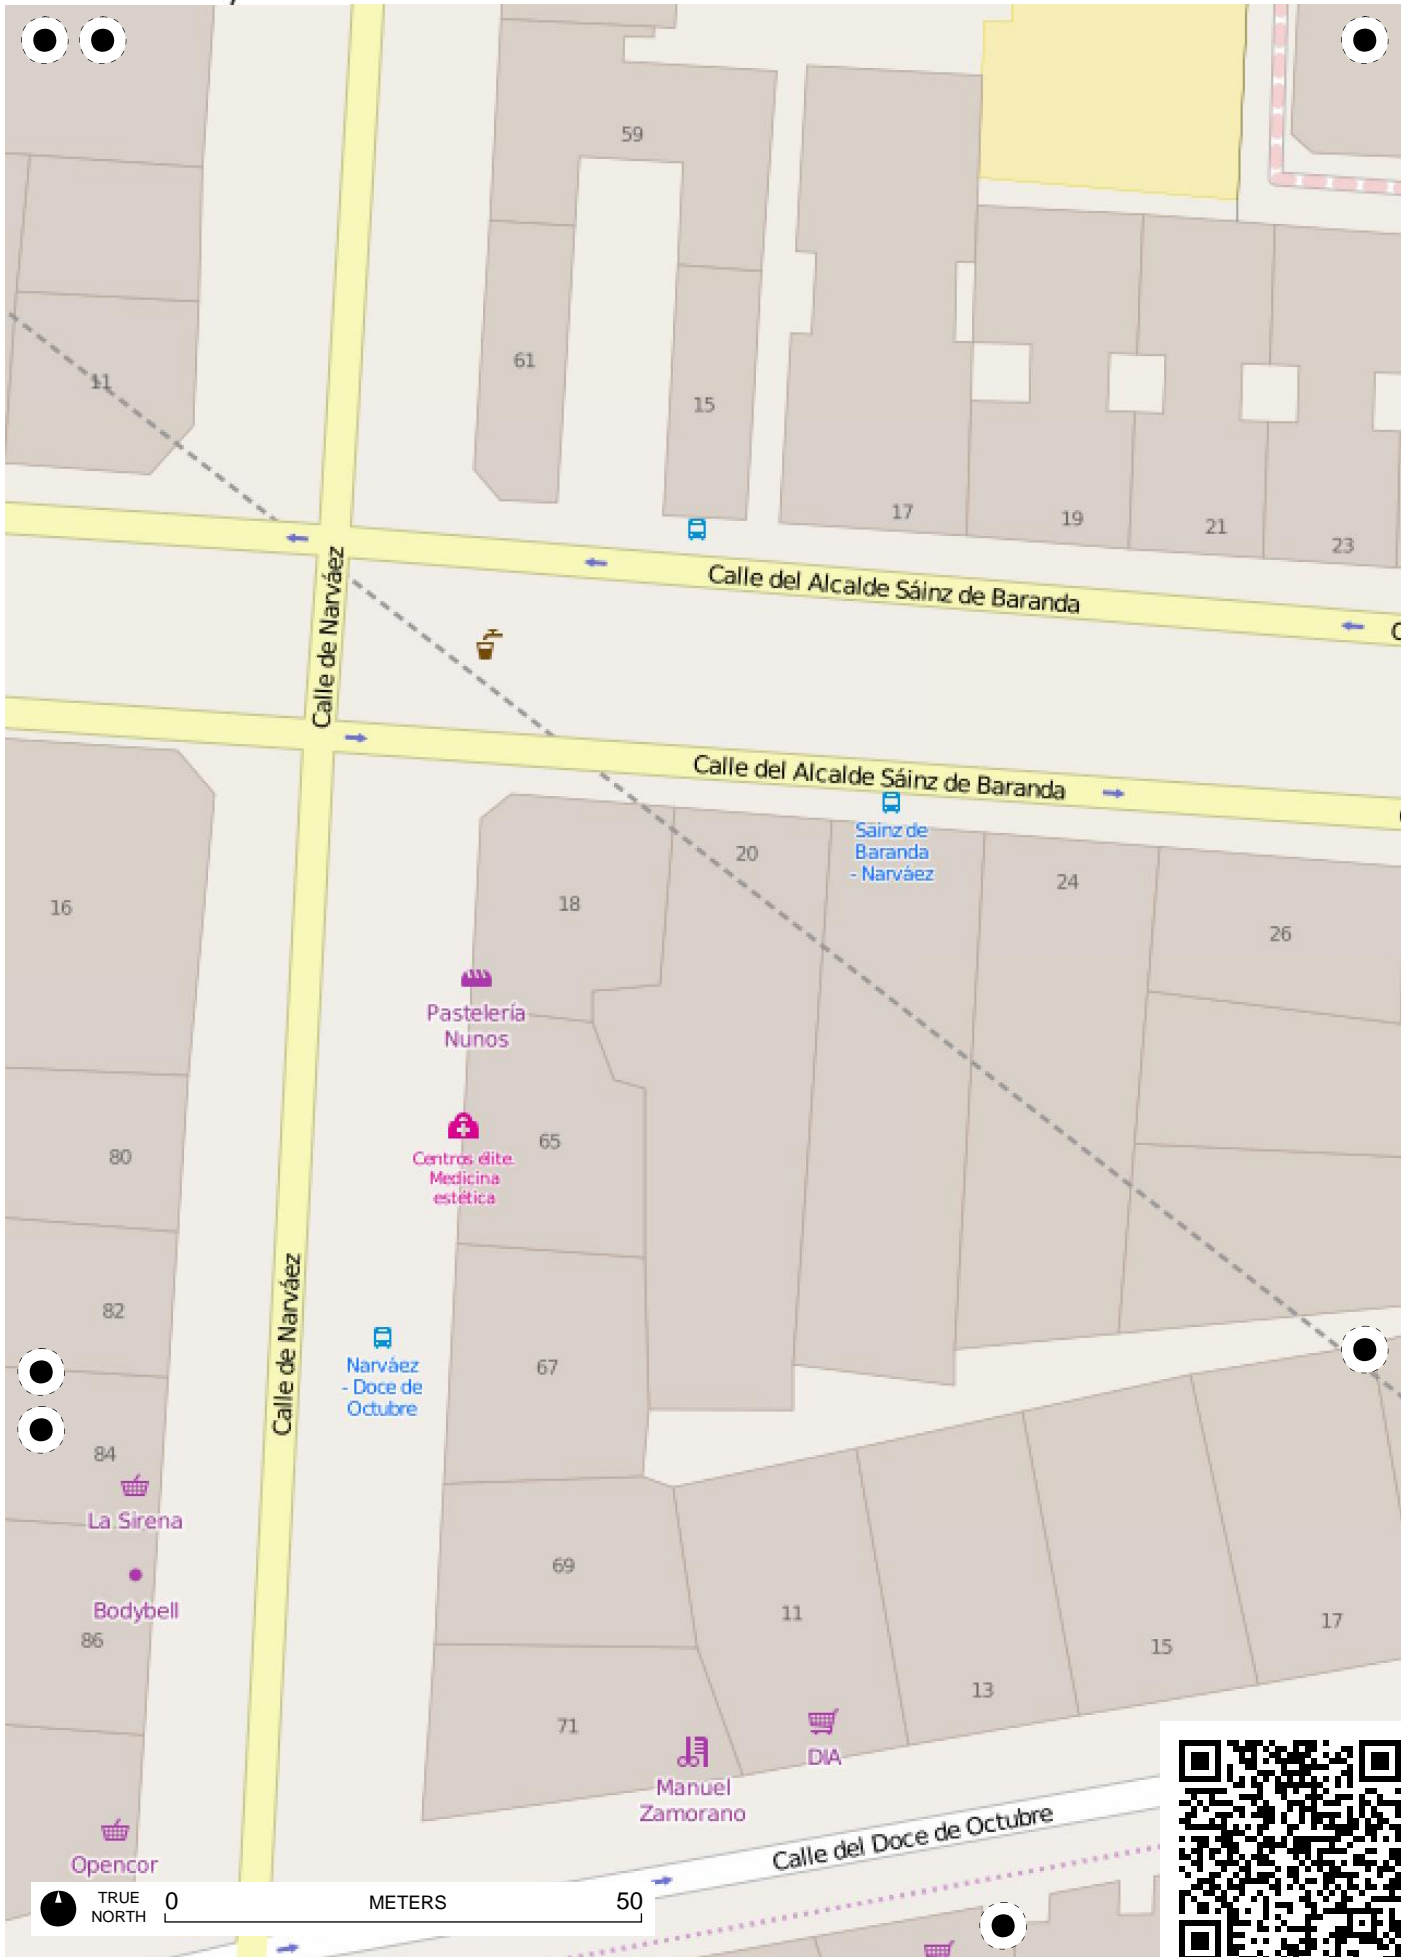 59
61
11
15
17
19
21
23
Calle del Alcalde Sáinz de Baranda
Calle de Narváez
Calle del Alcalde Sáinz de Baranda
Sainz de
Baranda
- Narváez
20
24
18
16
26
Pastelería
Nunos
65
Centros élite.
Medicina
estética
80
82
Calle de Narváez
Narváez
- Doce de
Octubre
67
84
La Sirena
69
Bodybell
11
17
86
15
13
71
DIA
Manuel
Zamorano
Calle del Doce de Octubre
Opencor
TRUE
NORTH
0
METERS
50